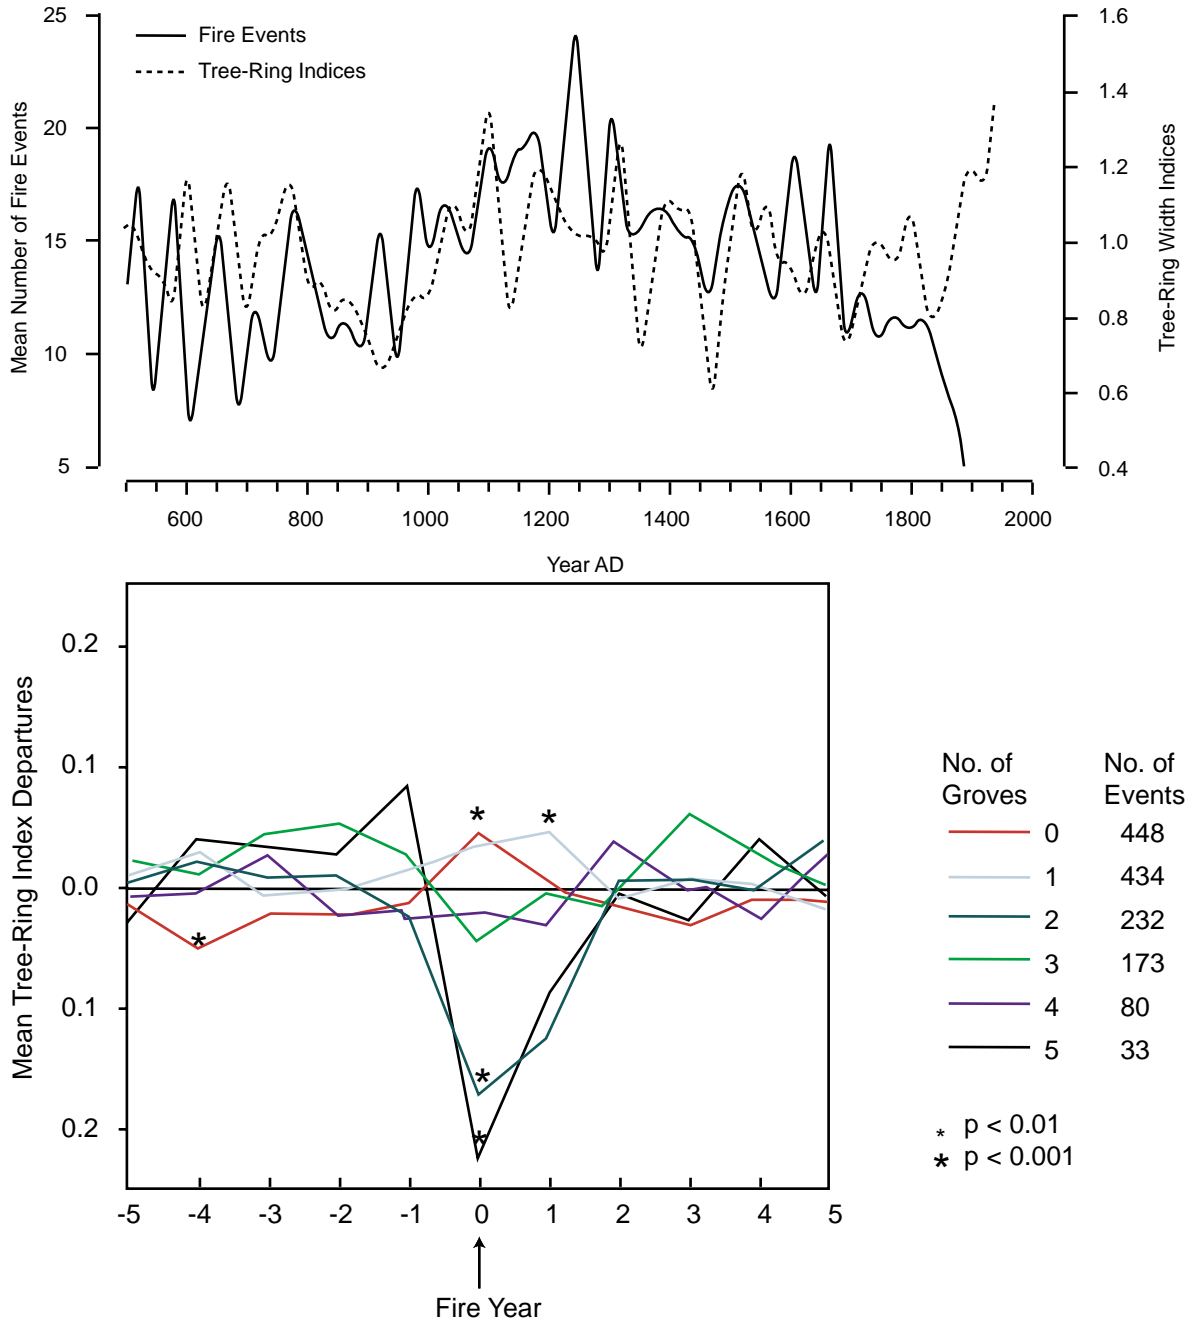 25
20
15
10
5
Mean Number of Fire Events
Fire Events
Tree-Ring Indices
1.6
1.4
1.2
1.0
0.8
0.6
0.4
Tree-Ring Width Indices
600 800 1000 1200 1400 1600 1800 2000
Year AD
0.2
0.1
0.0
0.1
0.2
Mean Tree-Ring Index Departures
* *
*
*
*
-5 -4 -3 -2 -1 0 1 2 3 4 5
Fire Year
No. of No. of
Groves Events
0 448
1 434
2 232
3 173
4 80
5 33
* p < 0.01
* p < 0.001